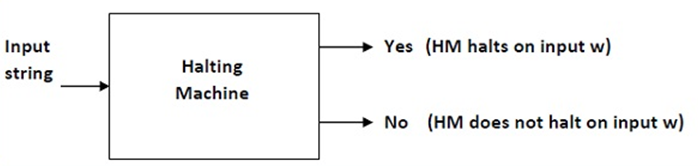 Input
string
Halting
Machine
Yes (HM halts on input w)
No (HM does not halt on input w)